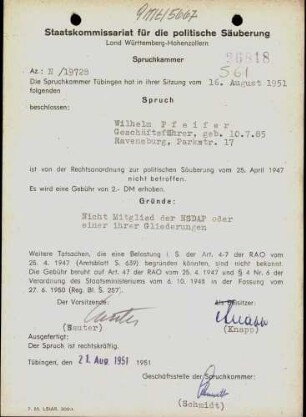 9ME/5667
Staatskommissariat für die politische Säuberung
Land Württemberg-Hohenzollern
Spruchkammer
26818
561
Az.: N /19728
Die Spruchkammer Tübingen hat in ihrer Sitzung vom 16. August 1951
folgenden
Spruch
beschlossen:
Wilhelm Pfeifer
Geschäftsführer, geb. 10.7.85
Ravensburg, Parkstr. 17
ist von der Rechtsanordnung zur politischen Säuberung vom 25. April 1947
nicht betroffen.
Es wird eine Gebühr von 2.- DM erhoben.
Gründe:
Nicht Mitglied der NSDAP oder
einer ihrer Gliederungen
Weitere Tatsachen, die eine Belastung i. S. der Art. 4-7 der RAO vom
25. 4. 1947 (Amtsblatt S. 639) begründen könnten, sind nicht bekannt.
Die Gebühr beruht auf Art. 47 der RAO vom 25. 4. 1947 und § 4 Nr. 6 der
Verordnung des Staatsministeriums vom 6. 10. 1948 in der Fassung vom
27. 6. 1950 (Reg. Bl. S. 257).
Der Vorsitzende:
Beisitzer:
(Sauter)
(Knapp)
Ausgefertigt:
Der Spruch ist rechtskräftig.
Tübingen, den 21. Aug. 1951 1951
Geschäftsstelle der Spruchkammer:
(Schmidt)